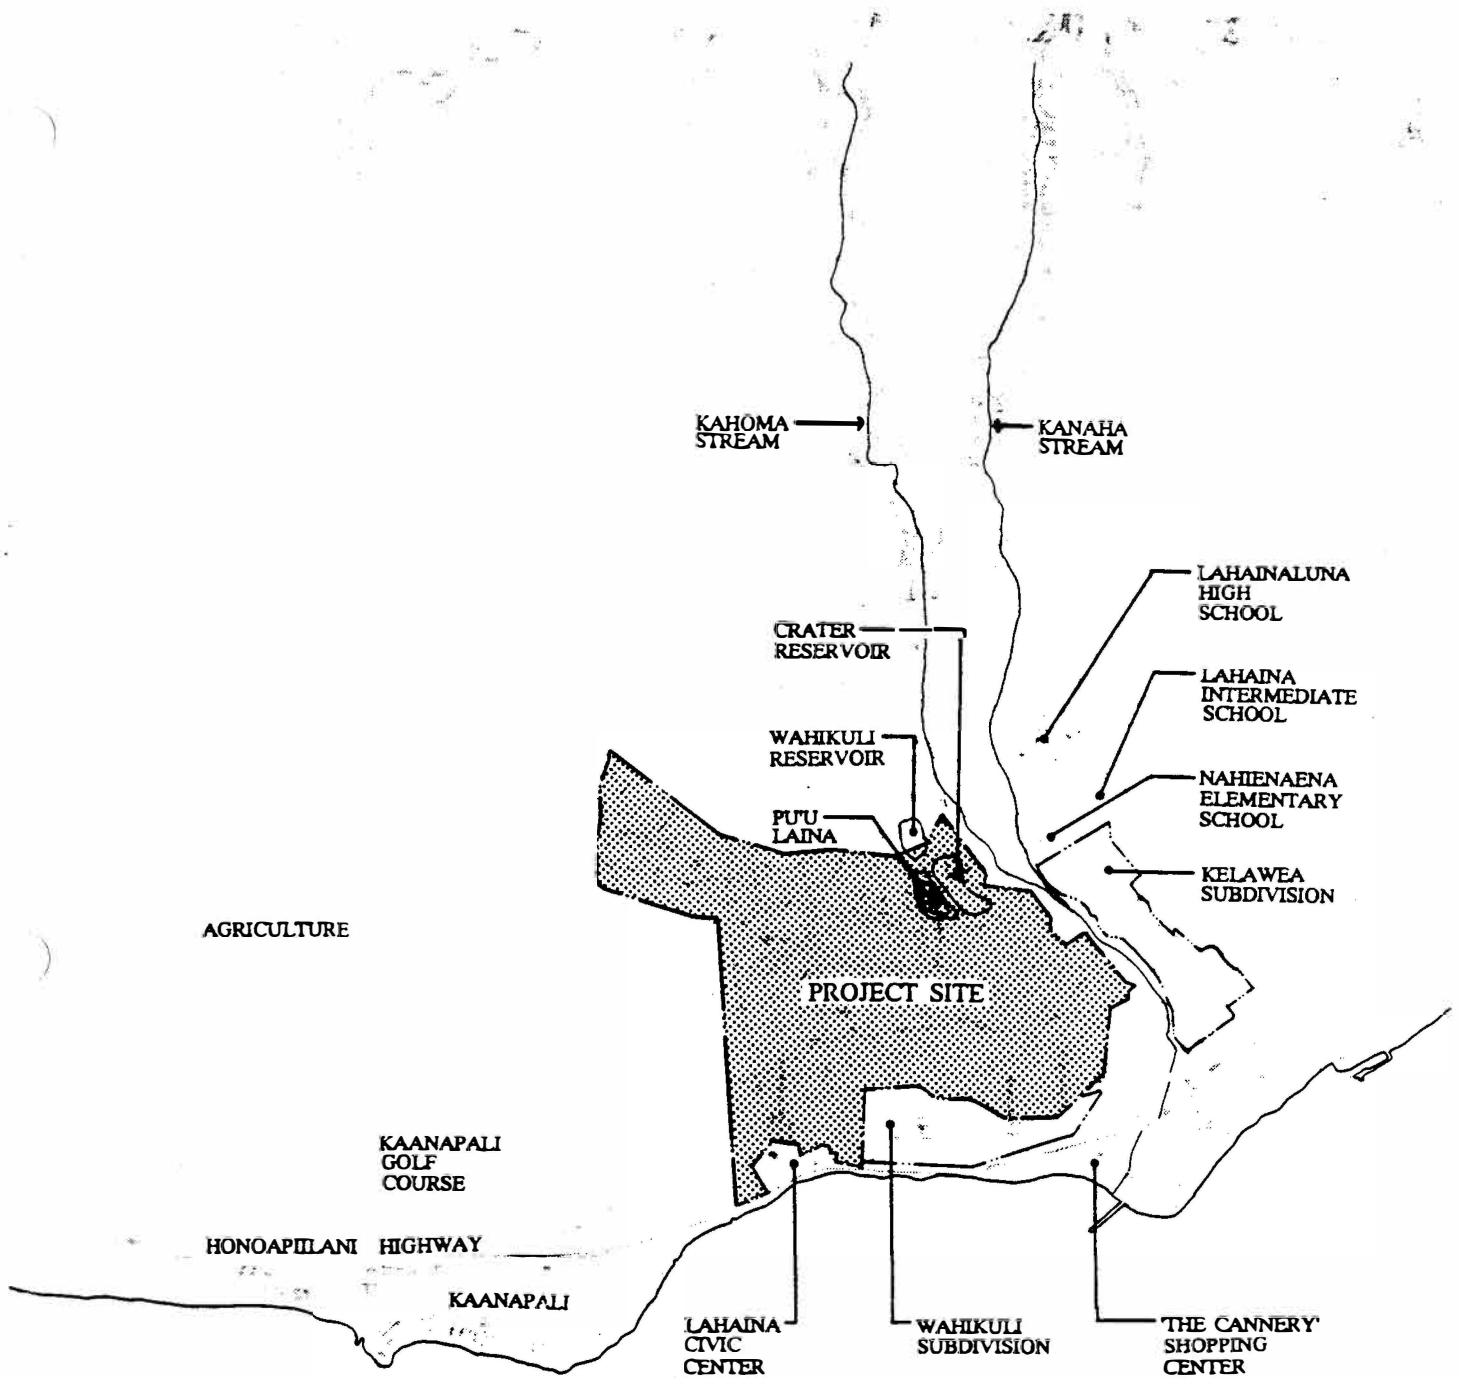 KAHOMA
STREAM
KANAHA
STREAM
LAHAINALUNA
HIGH
SCHOOL
CRATER
RESERVOIR
LAHAINA
INTERMEDIATE
SCHOOL
WAHIKULI
RESERVOIR
NAHIENAENA
ELEMENTARY
SCHOOL
PU'U
LAINA
KELAWEA
SUBDIVISION
AGRICULTURE
PROJECT SITE
KAANAPALI
GOLF
COURSE
HONOAPIILANI HIGHWAY
KAANAPALI
LAHAINA
CIVIC
CENTER
WAHIKULI
SUBDIVISION
'THE CANNERY'
SHOPPING
CENTER